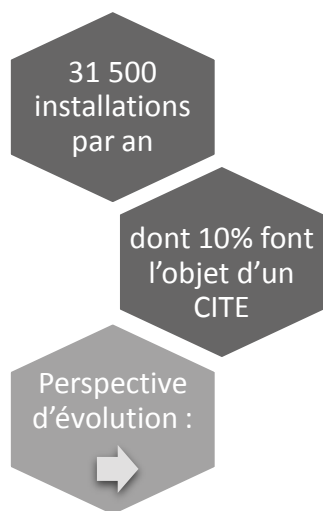 31 500
installations
par an
dont 10% font
l’objet d’un
CITE
Perspective
d’évolution :